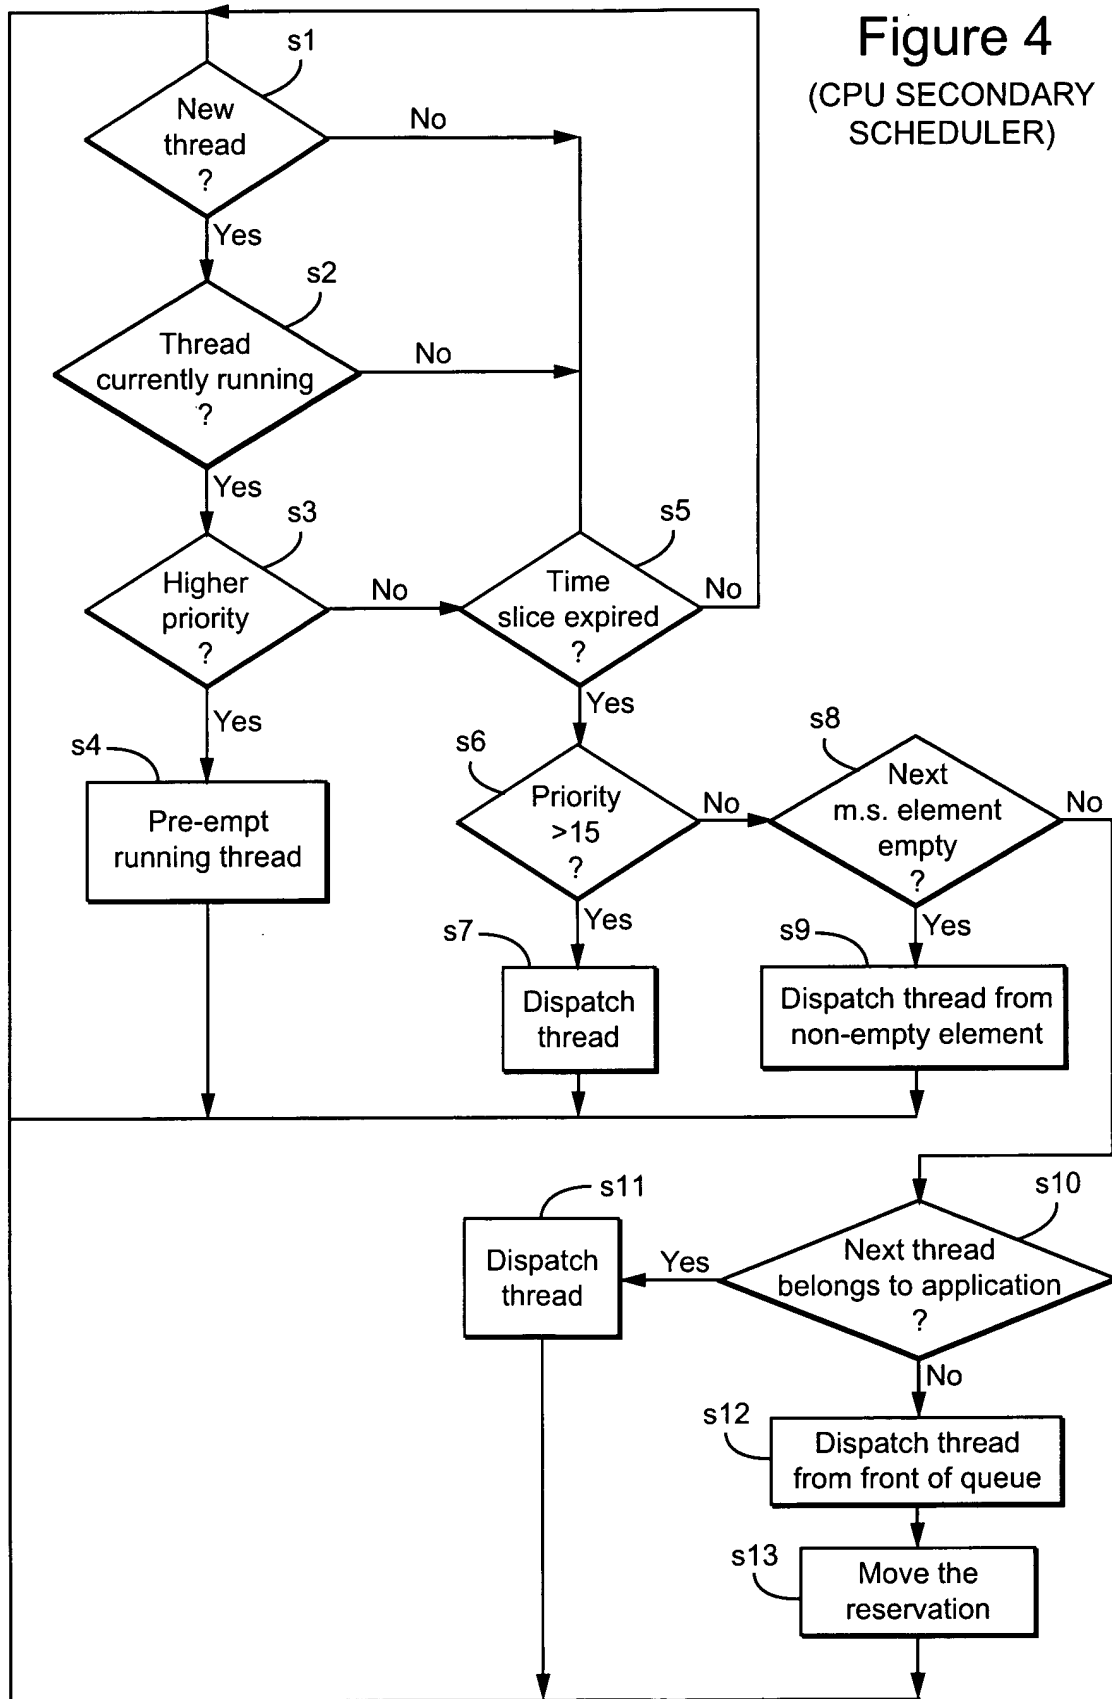 Figure 4
(CPU SECONDARY
SCHEDULER)
s1
New
thread
?
No
Yes
s2
Thread
currently running
?
No
Yes
s3
Higher
priority
?
No
Yes
s4
Pre-empt
running thread
s5
Time
slice expired
?
No
Yes
s6
Priority
>15
?
No
Yes
s7
Dispatch
thread
s8
Next
m.s. element
empty
?
No
Yes
s9
Dispatch thread from
non-empty element
s10
Next thread
belongs to application
?
Yes
No
s11
Dispatch
thread
s12
Dispatch thread
from front of queue
s13
Move the
reservation